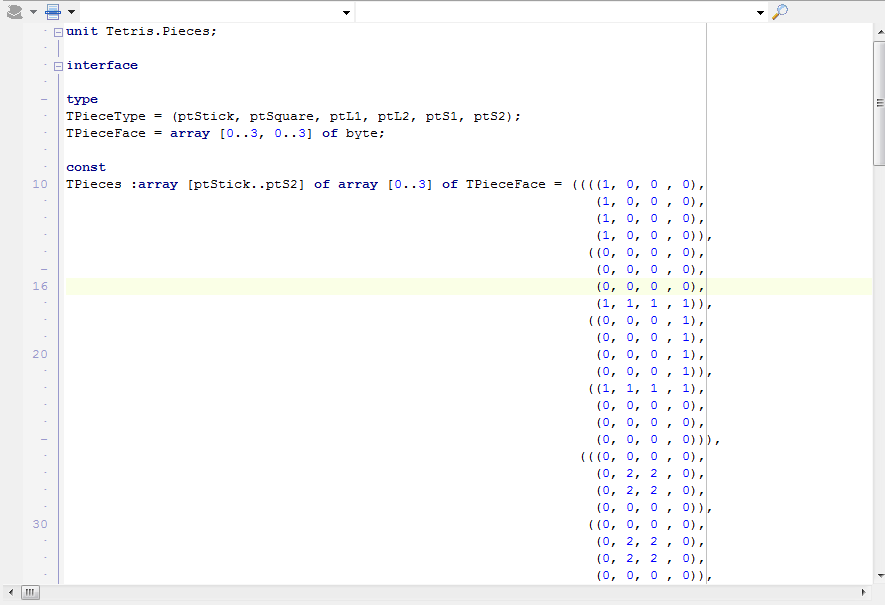 unit Tetris.Pieces;
interface
type
TPieceType = (ptStick, ptSquare, ptL1, ptL2, ptS1, ptS2);
TPieceFace = array [0..3, 0..3] of byte;
const
10 TPieces :array [ptStick..ptS2] of array [0..3] of TPieceFace = ((((1, 0, 0 , 0),
(1, 0, 0 , 0),
(1, 0, 0 , 0),
(1, 0, 0 , 0)),
((0, 0, 0 , 0),
(0, 0, 0 , 0),
16 (0, 0, 0 , 0),
(1, 1, 1 , 1)),
((0, 0, 0 , 1),
(0, 0, 0 , 1),
20 (0, 0, 0 , 1),
(0, 0, 0 , 1)),
((1, 1, 1 , 1),
(0, 0, 0 , 0),
(0, 0, 0 , 0),
(0, 0, 0 , 0))),
(((0, 0, 0 , 0),
(0, 2, 2 , 0),
(0, 2, 2 , 0),
(0, 0, 0 , 0)),
30 ((0, 0, 0 , 0),
(0, 2, 2 , 0),
(0, 2, 2 , 0),
(0, 0, 0 , 0)),